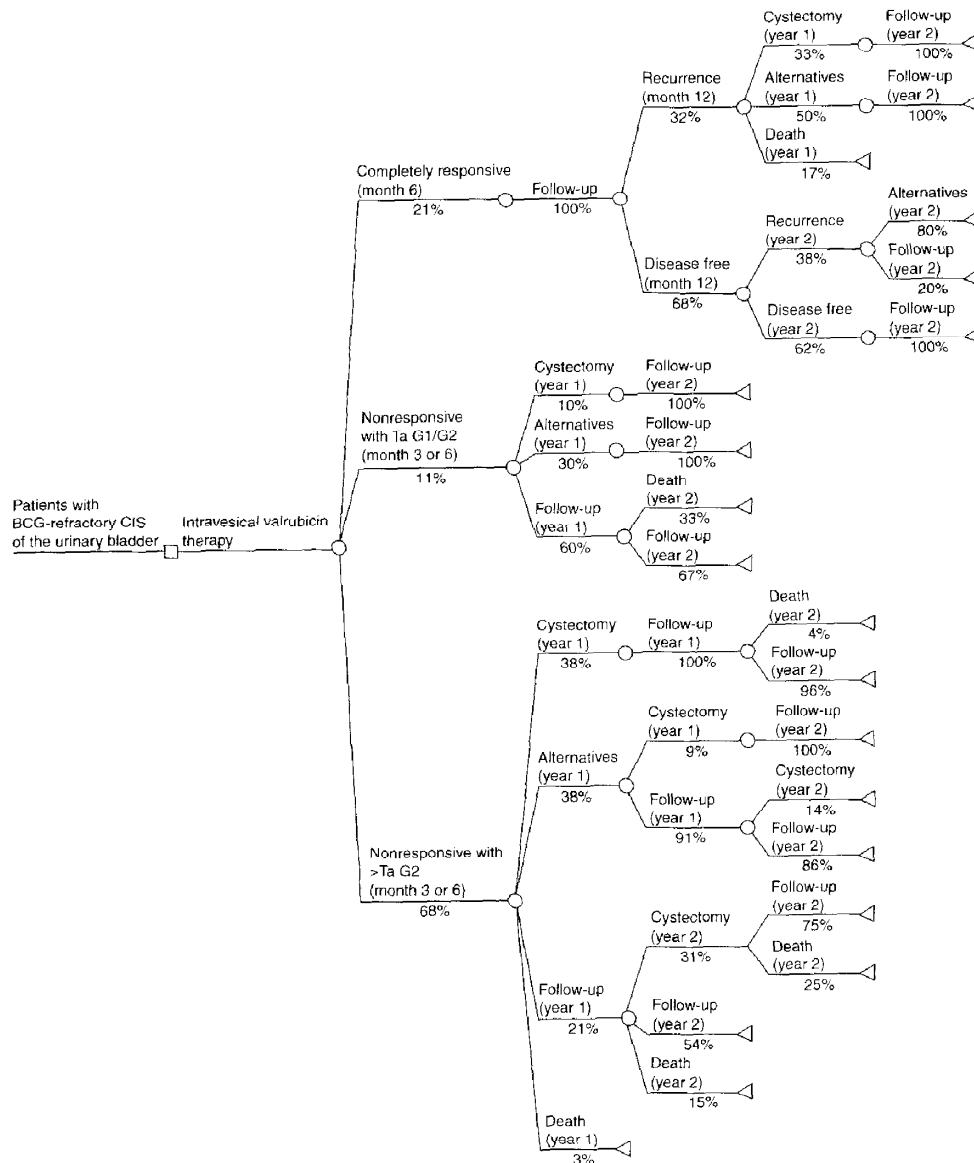 Cystectomy
(year 1)
33%
Follow-up
(year 2)
100%
Recurrence
(month 12)
32%
Alternatives
(year 1)
50%
Follow-up
(year 2)
100%
Death
(year 1)
17%
Completely responsive
(month 6)
21%
Follow-up
100%
Alternatives
(year 2)
80%
Recurrence
(year 2)
38%
Follow-up
(year 2)
20%
Disease free
(month 12)
68%
Disease free
(year 2)
62%
Follow-up
(year 2)
100%
Cystectomy
(year 1)
10%
Follow-up
(year 2)
100%
Nonresponsive
with Ta G1/G2
(month 3 or 6)
11%
Alternatives
(year 1)
30%
Follow-up
(year 2)
100%
Death
(year 2)
33%
Follow-up
(year 1)
60%
Follow-up
(year 2)
67%
Patients with
BCG-refractory CIS
of the urinary bladder
Intravesical valrubicin
therapy
Death
(year 2)
4%
Cystectomy
(year 1)
38%
Follow-up
(year 1)
100%
Follow-up
(year 2)
96%
Cystectomy
(year 1)
9%
Follow-up
(year 2)
100%
Alternatives
(year 1)
38%
Cystectomy
(year 2)
14%
Follow-up
(year 1)
91%
Follow-up
(year 2)
86%
Nonresponsive with
>Ta G2
(month 3 or 6)
68%
Follow-up
(year 2)
75%
Cystectomy
(year 2)
31%
Death
(year 2)
25%
Follow-up
(year 1)
21%
Follow-up
(year 2)
54%
Death
(year 2)
15%
Death
(year 1)
3%